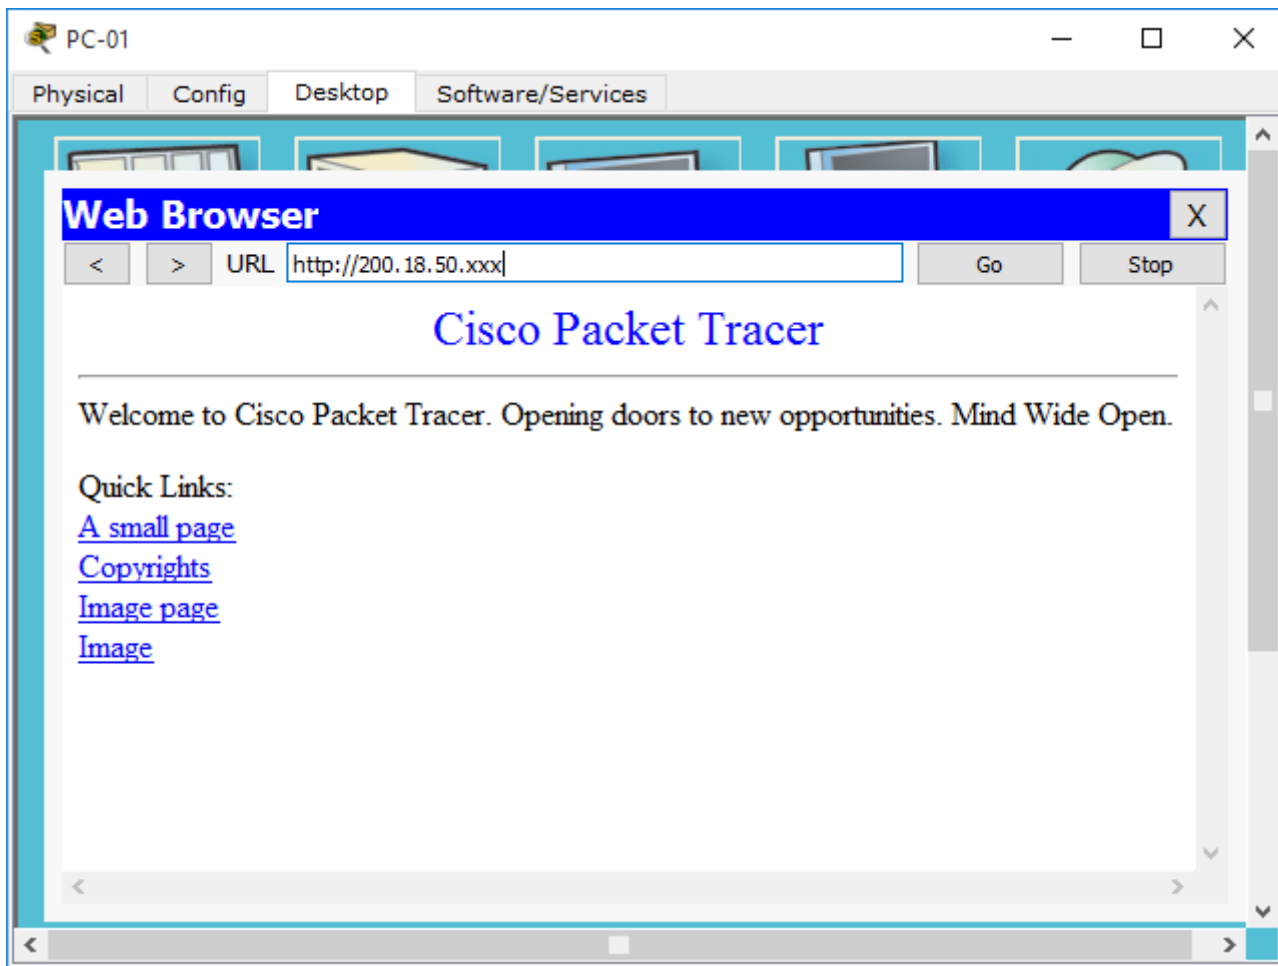 PC-01
Physical Config Desktop Software/Services
Web Browser X
< > URL http://200.18.50.xxx Go Stop
Cisco Packet Tracer
Welcome to Cisco Packet Tracer. Opening doors to new opportunities. Mind Wide Open.
Quick Links:
A small page
Copyrights
Image page
Image